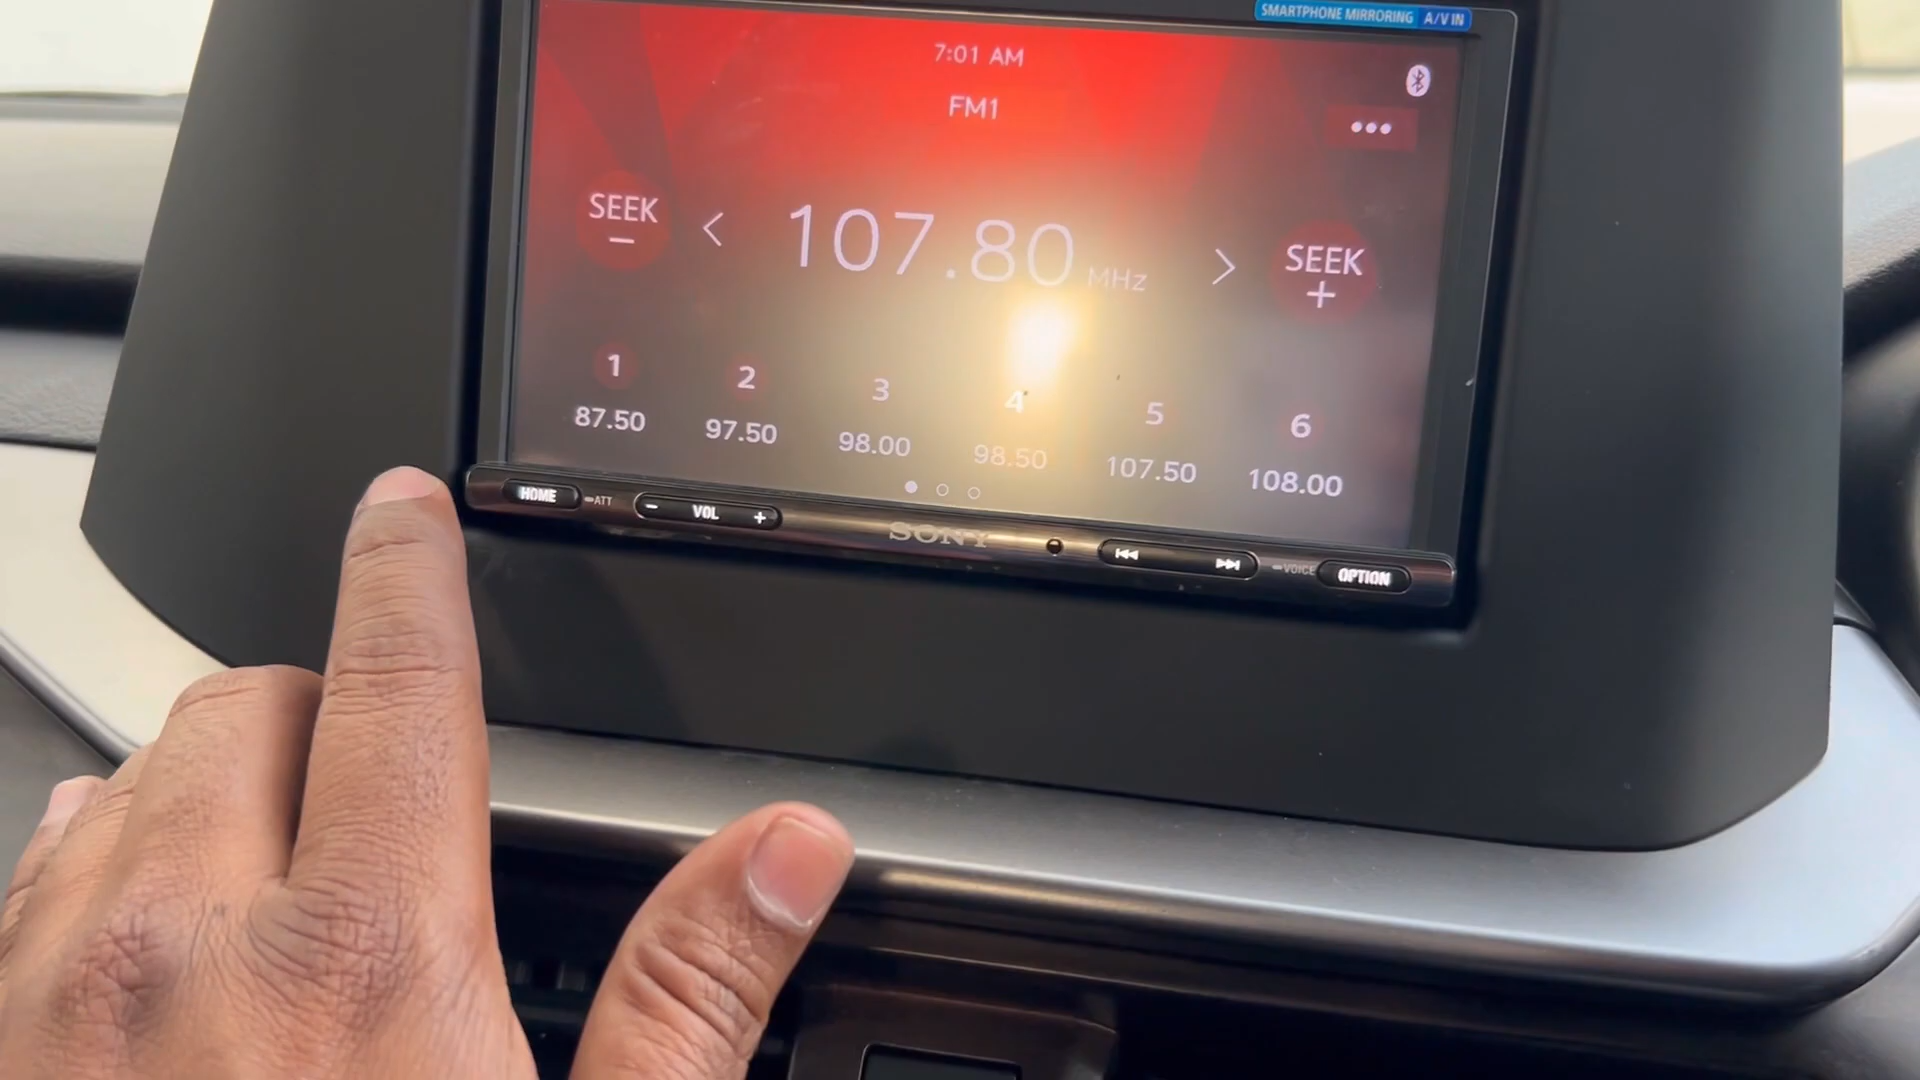 SMARTPHONE MIRRORING A/V IN
7:01 AM
FM1
SEEK
−
107.80 MHz
SEEK
+
1 2 3 4 5 6
87.50 97.50 98.00 98.50 107.50 108.00
HOME ATT − VOL + SONY VOICE OPTION